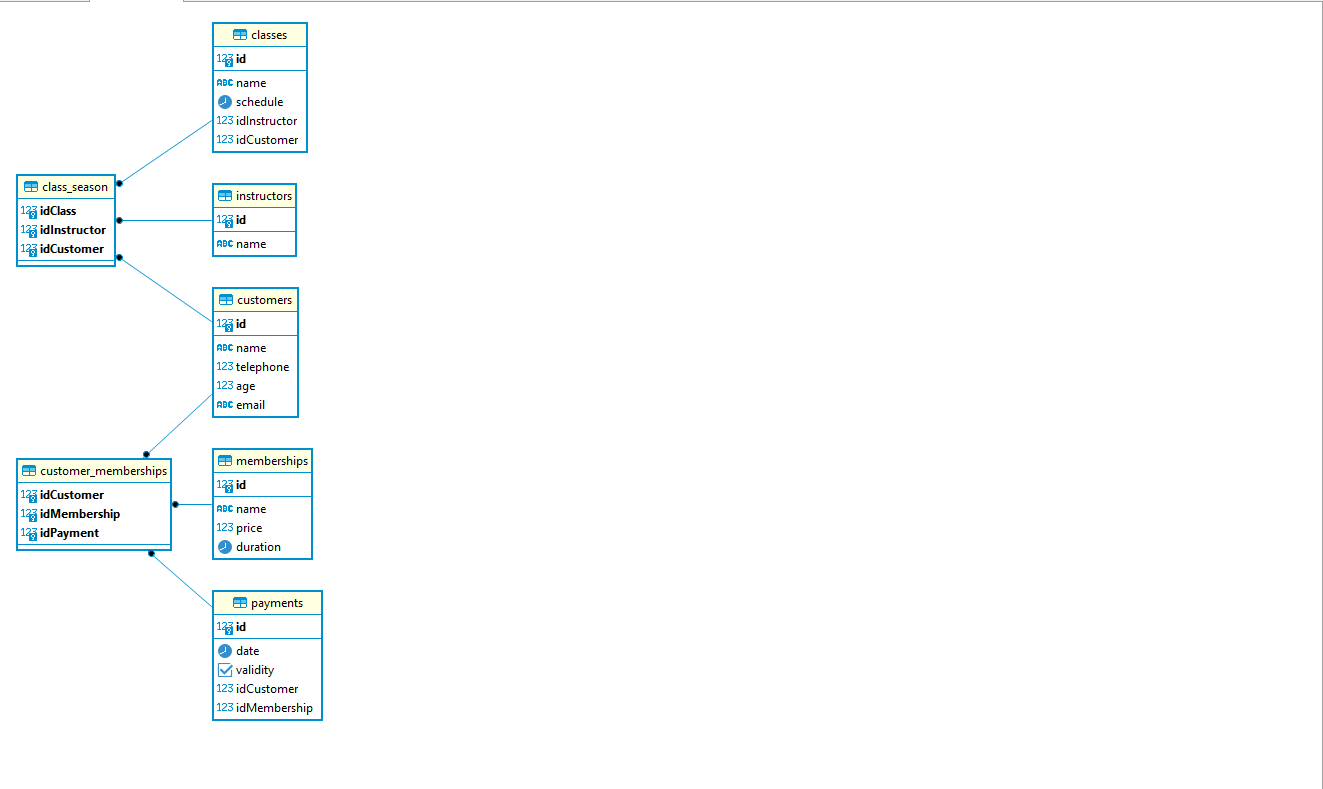 classes
123 id
ABC name
schedule
123 idInstructor
123 idCustomer
class_season
123 idClass
123 idInstructor
123 idCustomer
instructors
123 id
ABC name
customers
123 id
ABC name
123 telephone
123 age
ABC email
customer_memberships
123 idCustomer
123 idMembership
123 idPayment
memberships
123 id
ABC name
123 price
duration
payments
123 id
date
validity
123 idCustomer
123 idMembership